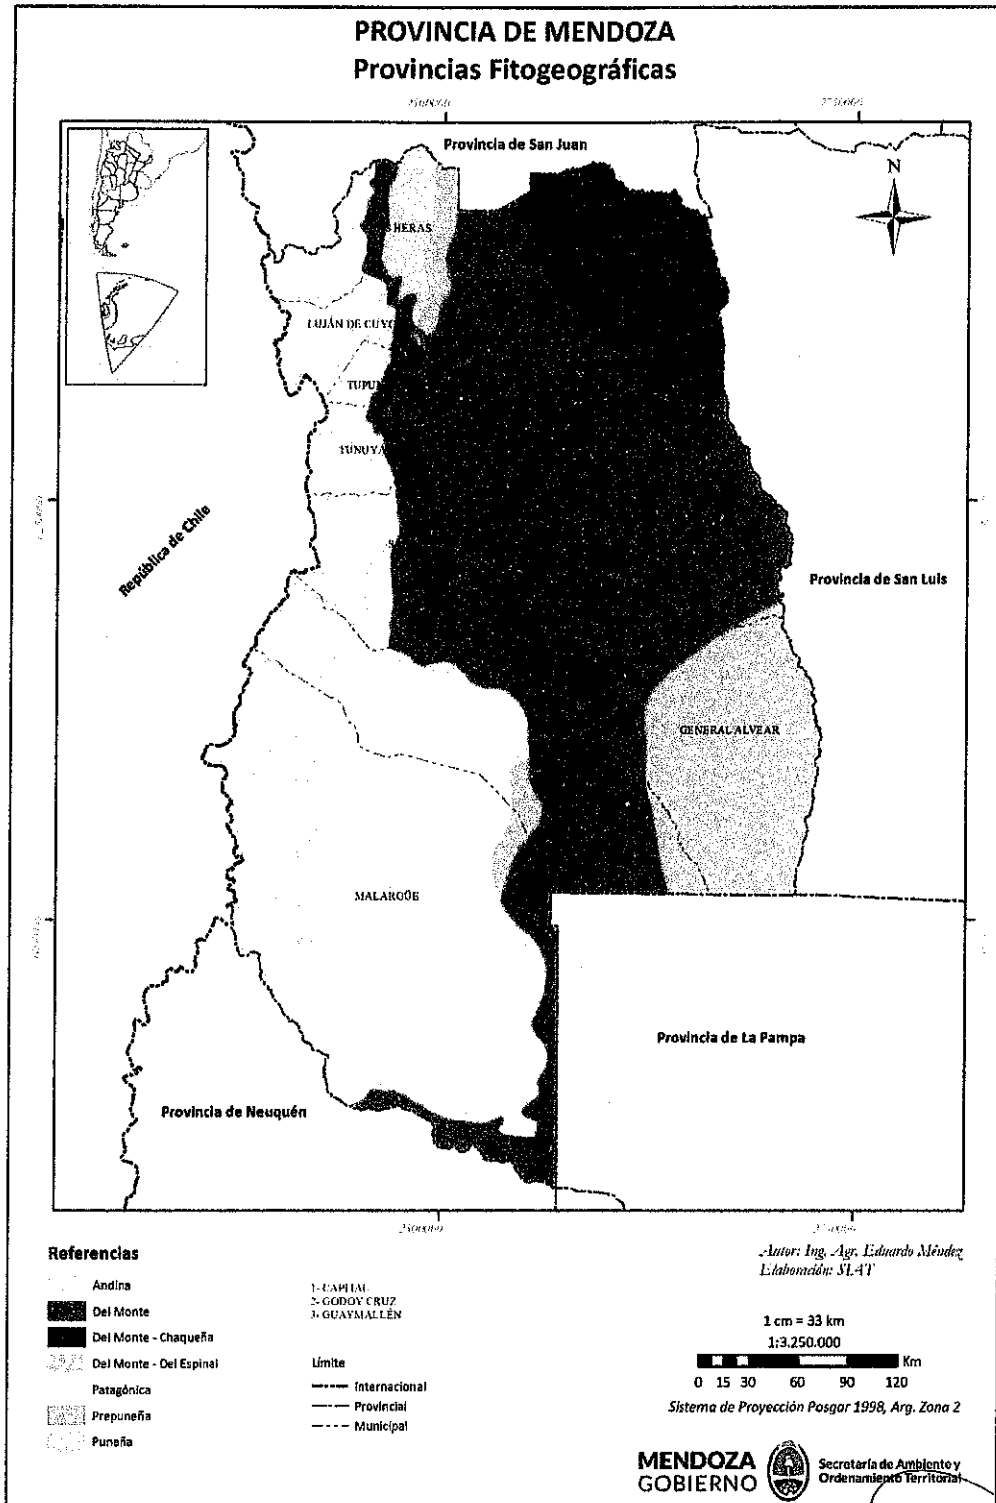 PROVINCIA DE MENDOZA
Provincias Fitogeográficas
Provincia de San Juan
N
HERAS
LUJÁN DE CUYO
TUPUN
TUNUYA
República de Chile
Provincia de San Luis
GENERAL ALVEAR
MALARGÜE
Provincia de La Pampa
Provincia de Neuquén
Referencias
Andina
Del Monte
Del Monte - Chaqueña
Del Monte - Del Espinal
Patagónica
Prepuneña
Puneña
1- CAPITAL
2- GODOY CRUZ
3- GUAYMALLÉN
Límite
Internacional
Provincial
Municipal
Autor: Ing. Agr. Eduardo Méndez
Elaboración: SIAT
1 cm = 33 km
1:3.250.000
Km
0 15 30 60 90 120
Sistema de Proyección Posgar 1998, Arg. Zona 2
MENDOZA
GOBIERNO
Secretaría de Ambiente y
Ordenamiento Territorial